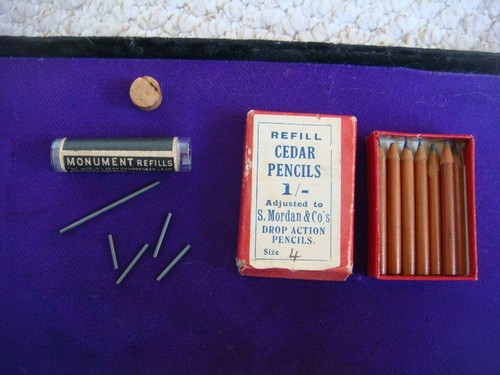 MONUMENT REFILLS
REFILL
CEDAR
PENCILS
1/-
Adjusted to
S. Mordan & Co's
DROP ACTION
PENCILS.
Size 4